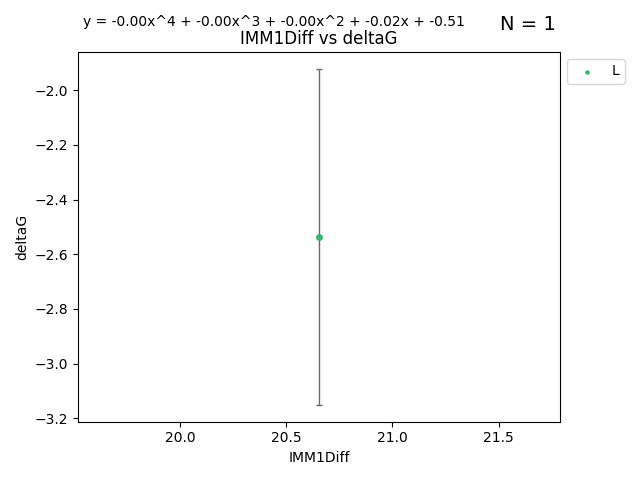 y = -0.00x^4 + -0.00x^3 + -0.00x^2 + -0.02x + -0.51
N = 1
IMM1Diff vs deltaG
L
−2.0
−2.2
−2.4
−2.6
−2.8
−3.0
−3.2
deltaG
20.0 20.5 21.0 21.5
IMM1Diff